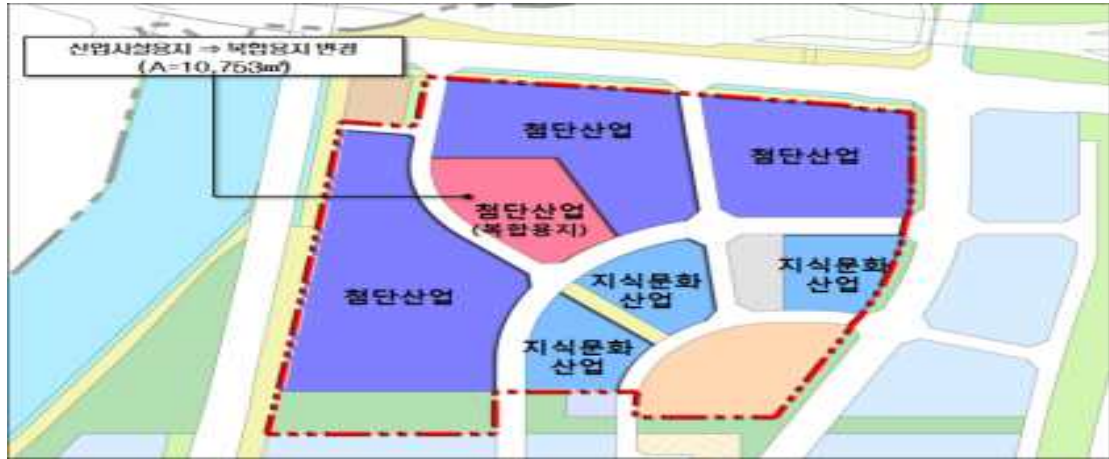 산업시설용지 ⇒ 복합용지 변경
(A=10,753㎡)
첨단산업
첨단산업
첨단산업
(복합용지)
첨단산업
지식문화
산업
지식문화
산업
지식문화
산업